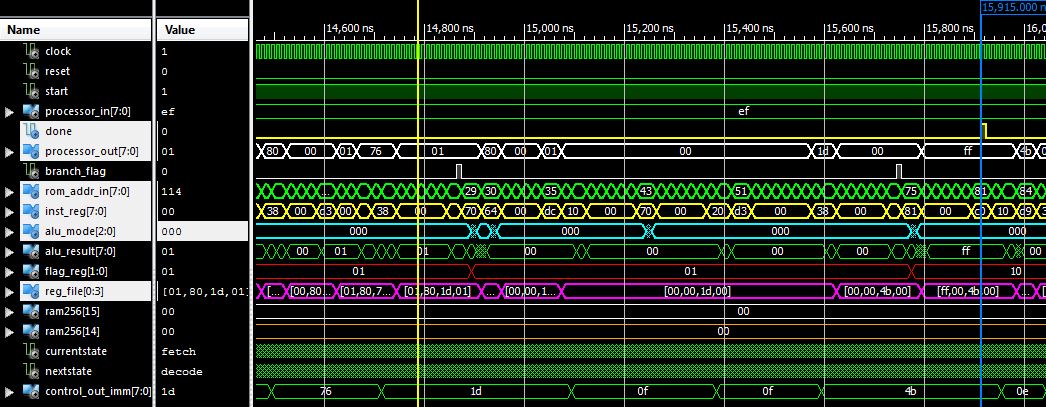 15,915.000 n
Name Value 14,600 ns 14,800 ns 15,000 ns 15,200 ns 15,400 ns 15,600 ns 15,800 ns 16,0
clock 1
reset 0
start 1
processor_in[7:0] ef ef
done 0
processor_out[7:0] 01 80 00 01 76 01 80 00 01 00 1d 00 ff 4b 0
branch_flag 0
rom_addr_in[7:0] 114 29 30 35 43 51 75 81 84
inst_reg[7:0] 00 38 00 d3 00 38 00 70 64 00 dc 10 00 70 00 20 d3 00 38 00 81 00 c0 10 c9 3
alu_mode[2:0] 000 000 000 000 000
alu_result[7:0] 01 00 01 01 00 00 00 00 ff 00
flag_reg[1:0] 01 01 01 10
reg_file[0:3] [01,80,1d,01] [... [00,80... [01,80,7... [01,80,1d,01] ... [00,00,1... [00,00,1d,00] [00,00,4b,00] [ff,00,4b,00]
ram256[15] 00 00
ram256[14] 00 00
currentstate fetch
nextstate decode
control_out_imm[7:0] 1d 76 1d 0f 0f 4b 0e